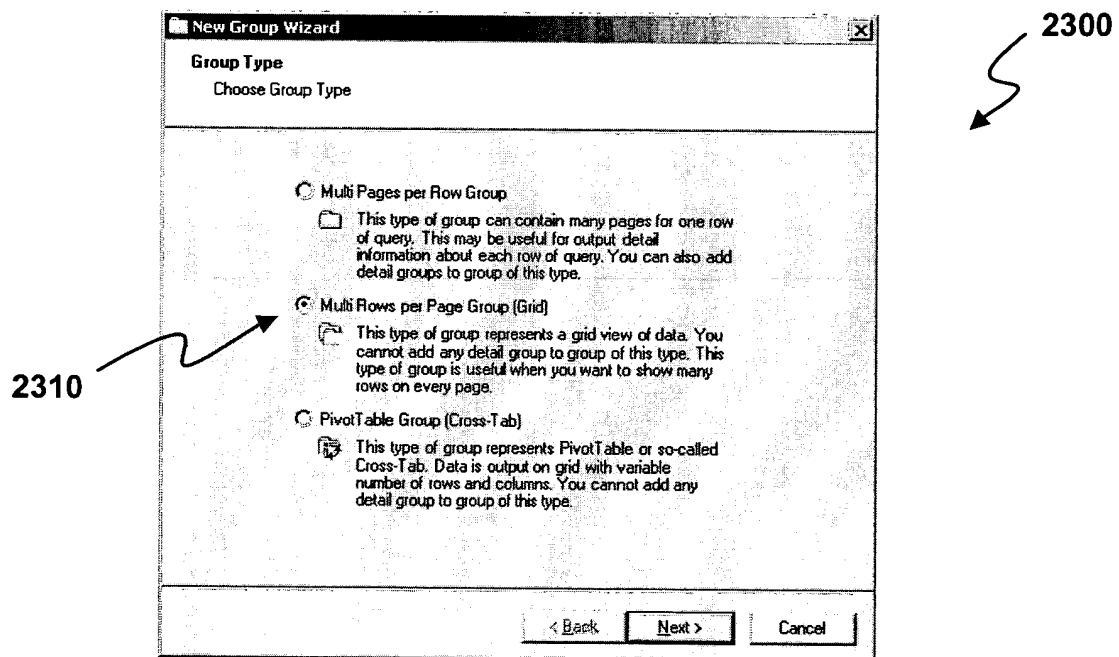 New Group Wizard
2300
Group Type
Choose Group Type
Multi Pages per Row Group
This type of group can contain many pages for one row
of query. This may be useful for output detail
information about each row of query. You can also add
detail groups to group of this type.
Multi Rows per Page Group (Grid)
This type of group represents a grid view of data. You
cannot add any detail group to group of this type. This
type of group is useful when you want to show many
rows on every page.
2310
PivotTable Group (Cross-Tab)
This type of group represents PivotTable or so-called
Cross-Tab. Data is output on grid with variable
number of rows and columns. You cannot add any
detail group to group of this type.
< Back
Next >
Cancel